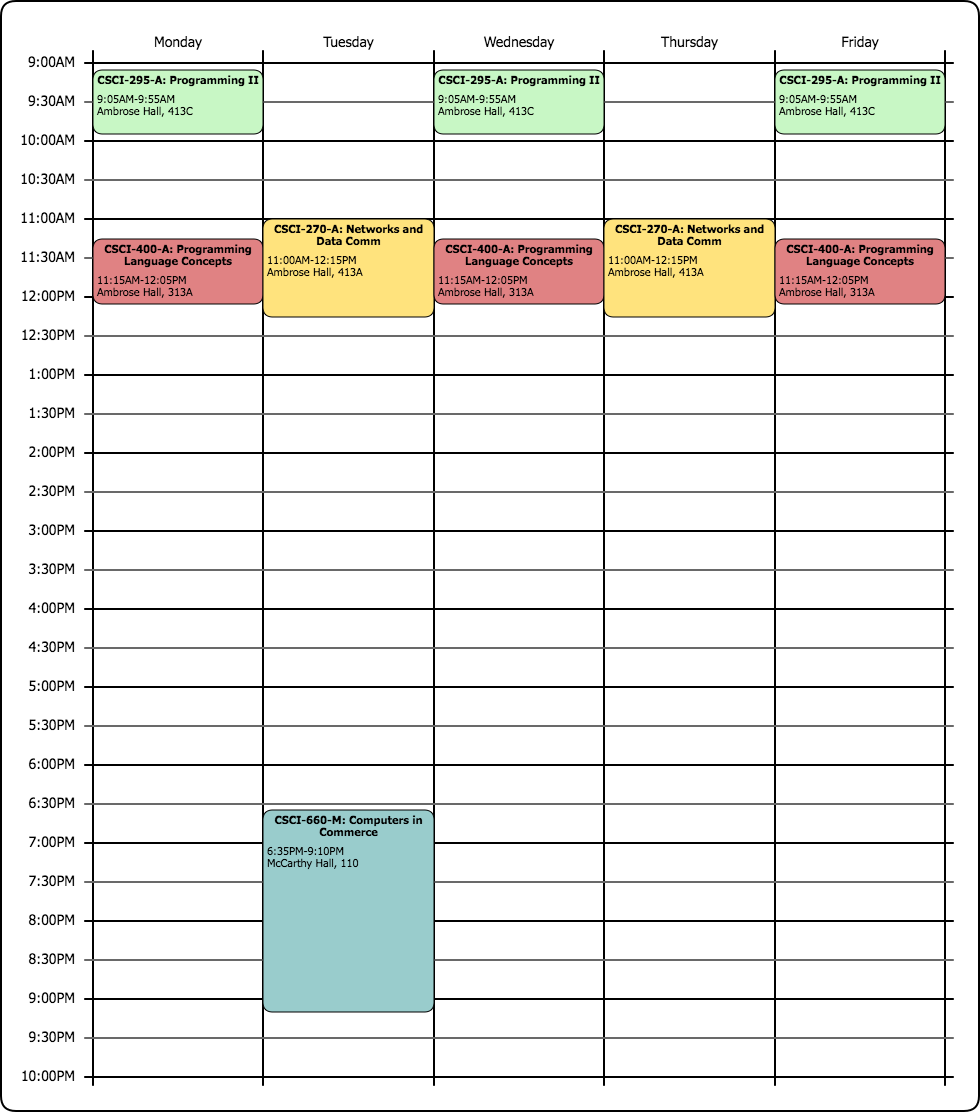 Monday Tuesday Wednesday Thursday Friday
9:00AM
CSCI-295-A: Programming II CSCI-295-A: Programming II CSCI-295-A: Programming II
9:05AM-9:55AM 9:05AM-9:55AM 9:05AM-9:55AM
9:30AM
Ambrose Hall, 413C Ambrose Hall, 413C Ambrose Hall, 413C
10:00AM
10:30AM
11:00AM
CSCI-270-A: Networks and CSCI-270-A: Networks and
Data Comm Data Comm
CSCI-400-A: Programming CSCI-400-A: Programming CSCI-400-A: Programming
Language Concepts Language Concepts Language Concepts
11:30AM
11:00AM-12:15PM 11:00AM-12:15PM
Ambrose Hall, 413A Ambrose Hall, 413A
11:15AM-12:05PM 11:15AM-12:05PM 11:15AM-12:05PM
Ambrose Hall, 313A Ambrose Hall, 313A Ambrose Hall, 313A
12:00PM
12:30PM
1:00PM
1:30PM
2:00PM
2:30PM
3:00PM
3:30PM
4:00PM
4:30PM
5:00PM
5:30PM
6:00PM
6:30PM
CSCI-660-M: Computers in
Commerce
7:00PM
6:35PM-9:10PM
McCarthy Hall, 110
7:30PM
8:00PM
8:30PM
9:00PM
9:30PM
10:00PM